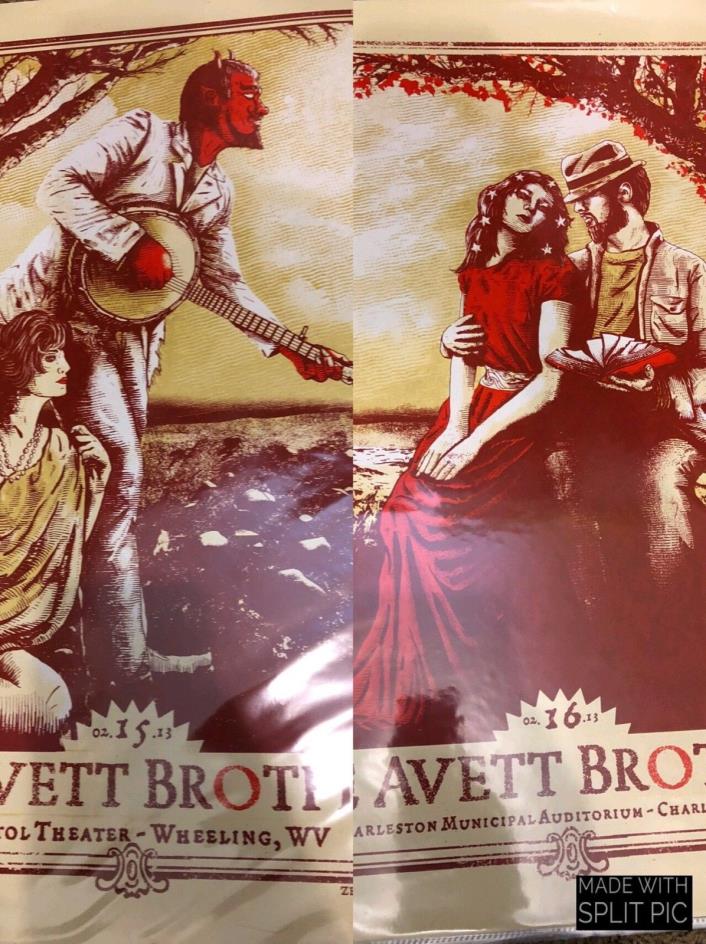 02.15.13
VETT BROTH
TOL THEATER - WHEELING, WV
02.16.13
E AVETT BROT
ARLESTON MUNICIPAL AUDITORIUM - CHARL
MADE WITH
SPLIT PIC